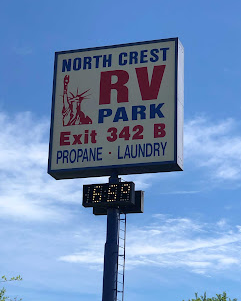 NORTH CREST
RV
PARK
Exit 342 B
PROPANE · LAUNDRY